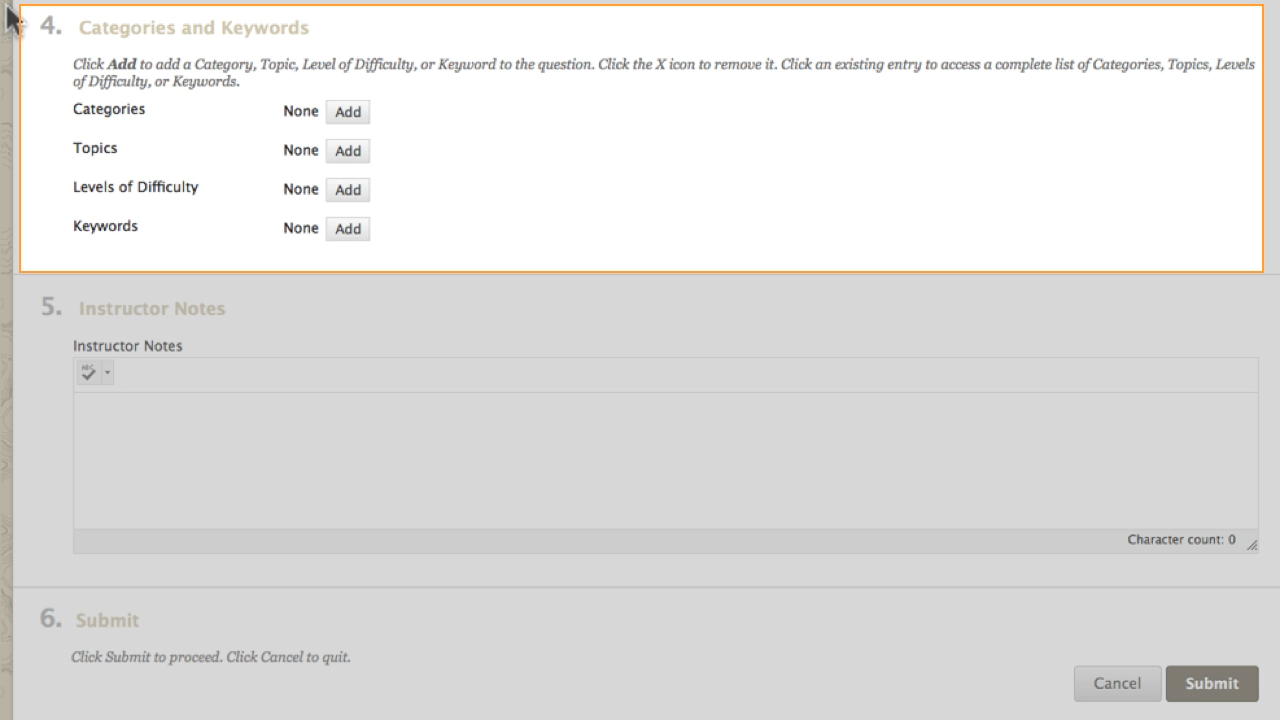 4. Categories and Keywords
Click Add to add a Category, Topic, Level of Difficulty, or Keyword to the question. Click the X icon to remove it. Click an existing entry to access a complete list of Categories, Topics, Levels
of Difficulty, or Keywords.
Categories None Add
Topics None Add
Levels of Difficulty None Add
Keywords None Add
5. Instructor Notes
Instructor Notes
ABC
Character count: 0
6. Submit
Click Submit to proceed. Click Cancel to quit.
Cancel Submit